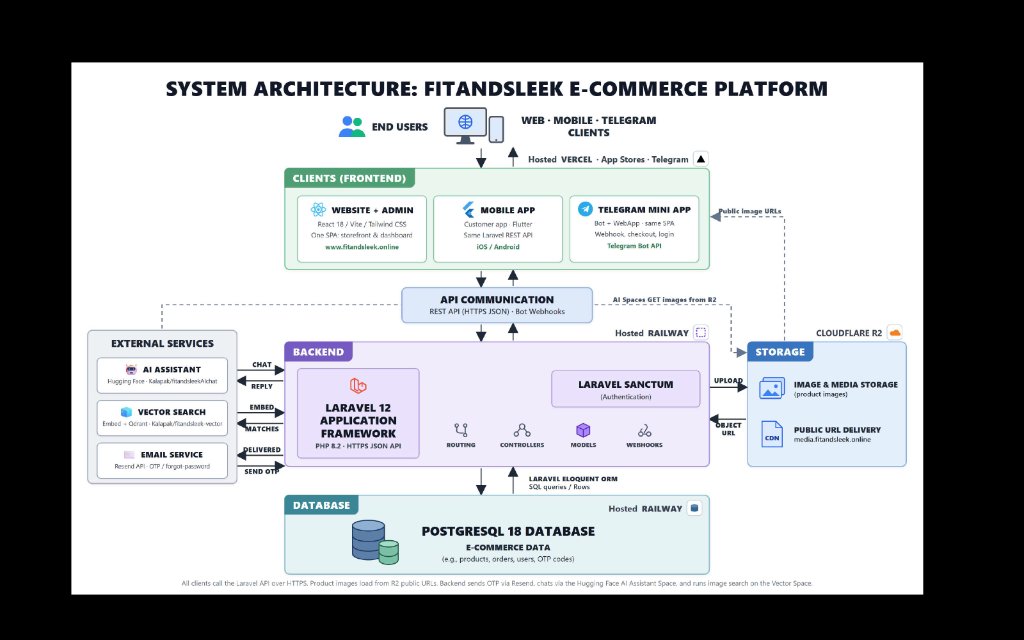 SYSTEM ARCHITECTURE: FITANDSLEEK E-COMMERCE PLATFORM
END USERS
WEB · MOBILE · TELEGRAM
CLIENTS
Hosted VERCEL · App Stores · Telegram
CLIENTS (FRONTEND)
WEBSITE + ADMIN
React 18 / Vite / Tailwind CSS
One SPA: storefront & dashboard
www.fitandsleek.online
MOBILE APP
Customer app · Flutter
Same Laravel REST API
iOS / Android
TELEGRAM MINI APP
Bot + WebApp · same SPA
Webhook, checkout, login
Telegram Bot API
Public image URLs
API COMMUNICATION
REST API (HTTPS JSON) · Bot Webhooks
AI Spaces GET images from R2
EXTERNAL SERVICES
AI ASSISTANT
Hugging Face · Kalapak/fitandsleekAIchat
VECTOR SEARCH
Embed + Qdrant · Kalapak/fitandsleek-vector
EMAIL SERVICE
Resend API · OTP / forgot-password
CHAT
REPLY
EMBED
MATCHES
DELIVERED
SEND OTP
Hosted RAILWAY
BACKEND
LARAVEL 12
APPLICATION
FRAMEWORK
PHP 8.2 · HTTPS JSON API
LARAVEL SANCTUM
(Authentication)
ROUTING
CONTROLLERS
MODELS
WEBHOOKS
UPLOAD
OBJECT
URL
CLOUDFLARE R2
STORAGE
IMAGE & MEDIA STORAGE
(product images)
CDN
PUBLIC URL DELIVERY
media.fitandsleek.online
LARAVEL ELOQUENT ORM
SQL queries / Rows
DATABASE
Hosted RAILWAY
POSTGRESQL 18 DATABASE
E-COMMERCE DATA
(e.g., products, orders, users, OTP codes)
All clients call the Laravel API over HTTPS. Product images load from R2 public URLs. Backend sends OTP via Resend, chats via the Hugging Face AI Assistant Space, and runs image search on the Vector Space.